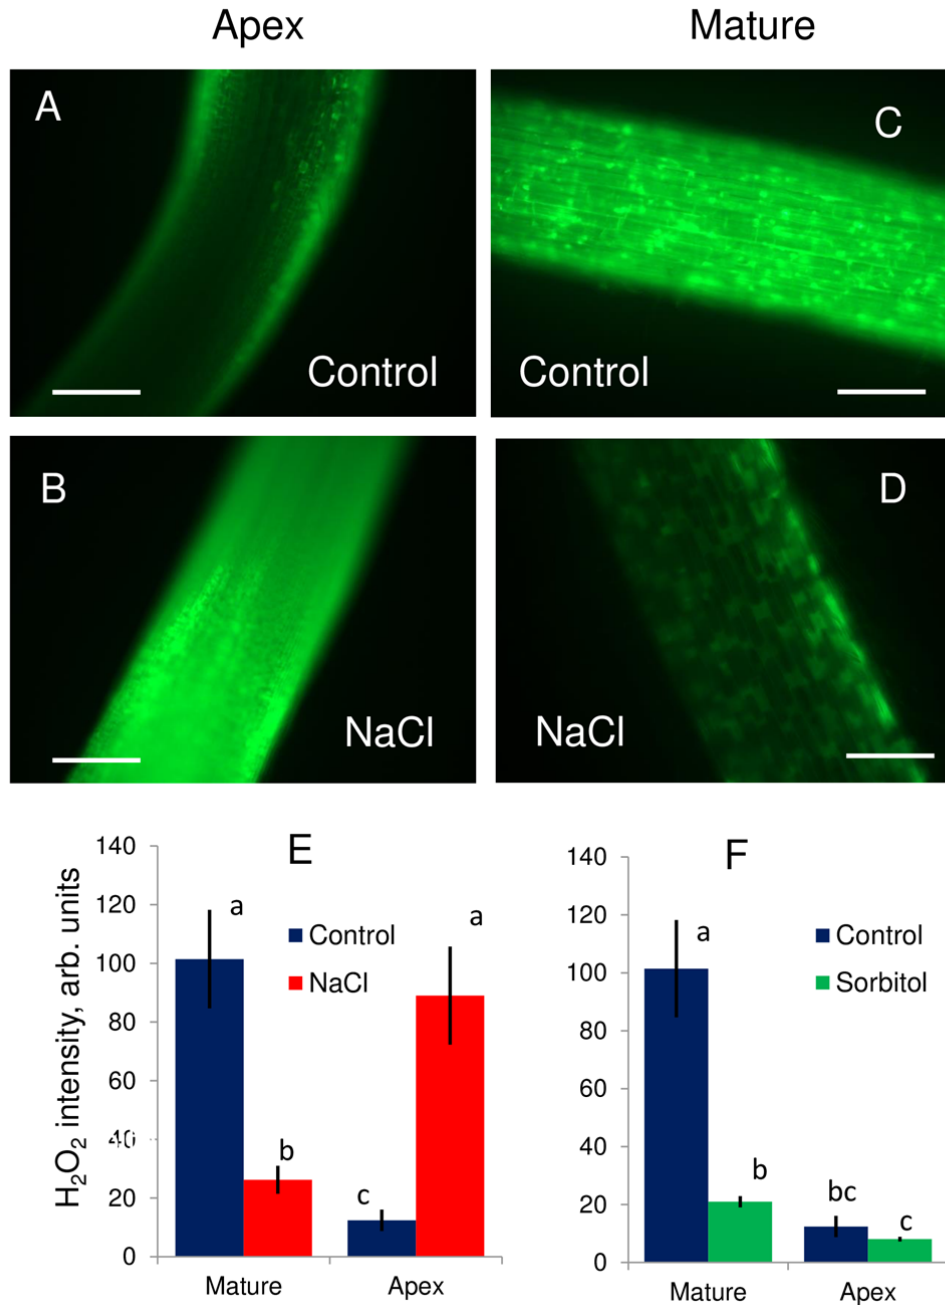 Apex Mature
A
C
Control
Control
B
D
NaCl
NaCl
E
F
H₂O₂ intensity, arb. units
140
120
100
80
60
40
20
0
a
b
c
a
Control
NaCl
Mature Apex
140
120
100
80
60
40
20
0
a
b
bc
c
Control
Sorbitol
Mature Apex